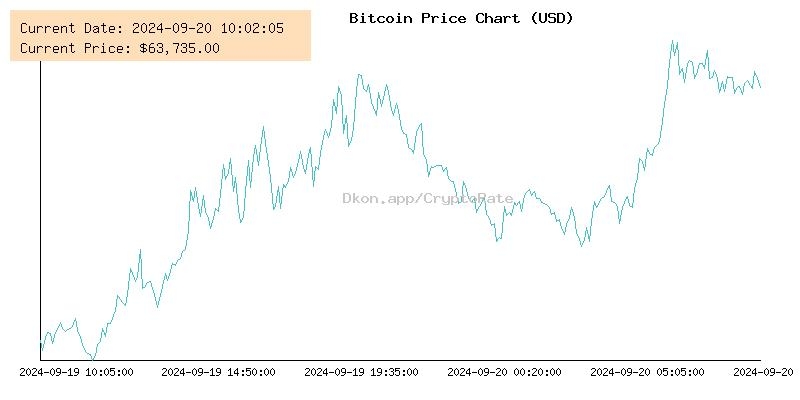 Bitcoin Price Chart (USD)
Current Date: 2024-09-20 10:02:05
Current Price: $63,735.00
Dkon.app/CryptoRate
2024-09-19 10:05:00 2024-09-19 14:50:00 2024-09-19 19:35:00 2024-09-20 00:20:00 2024-09-20 05:05:00 2024-09-20